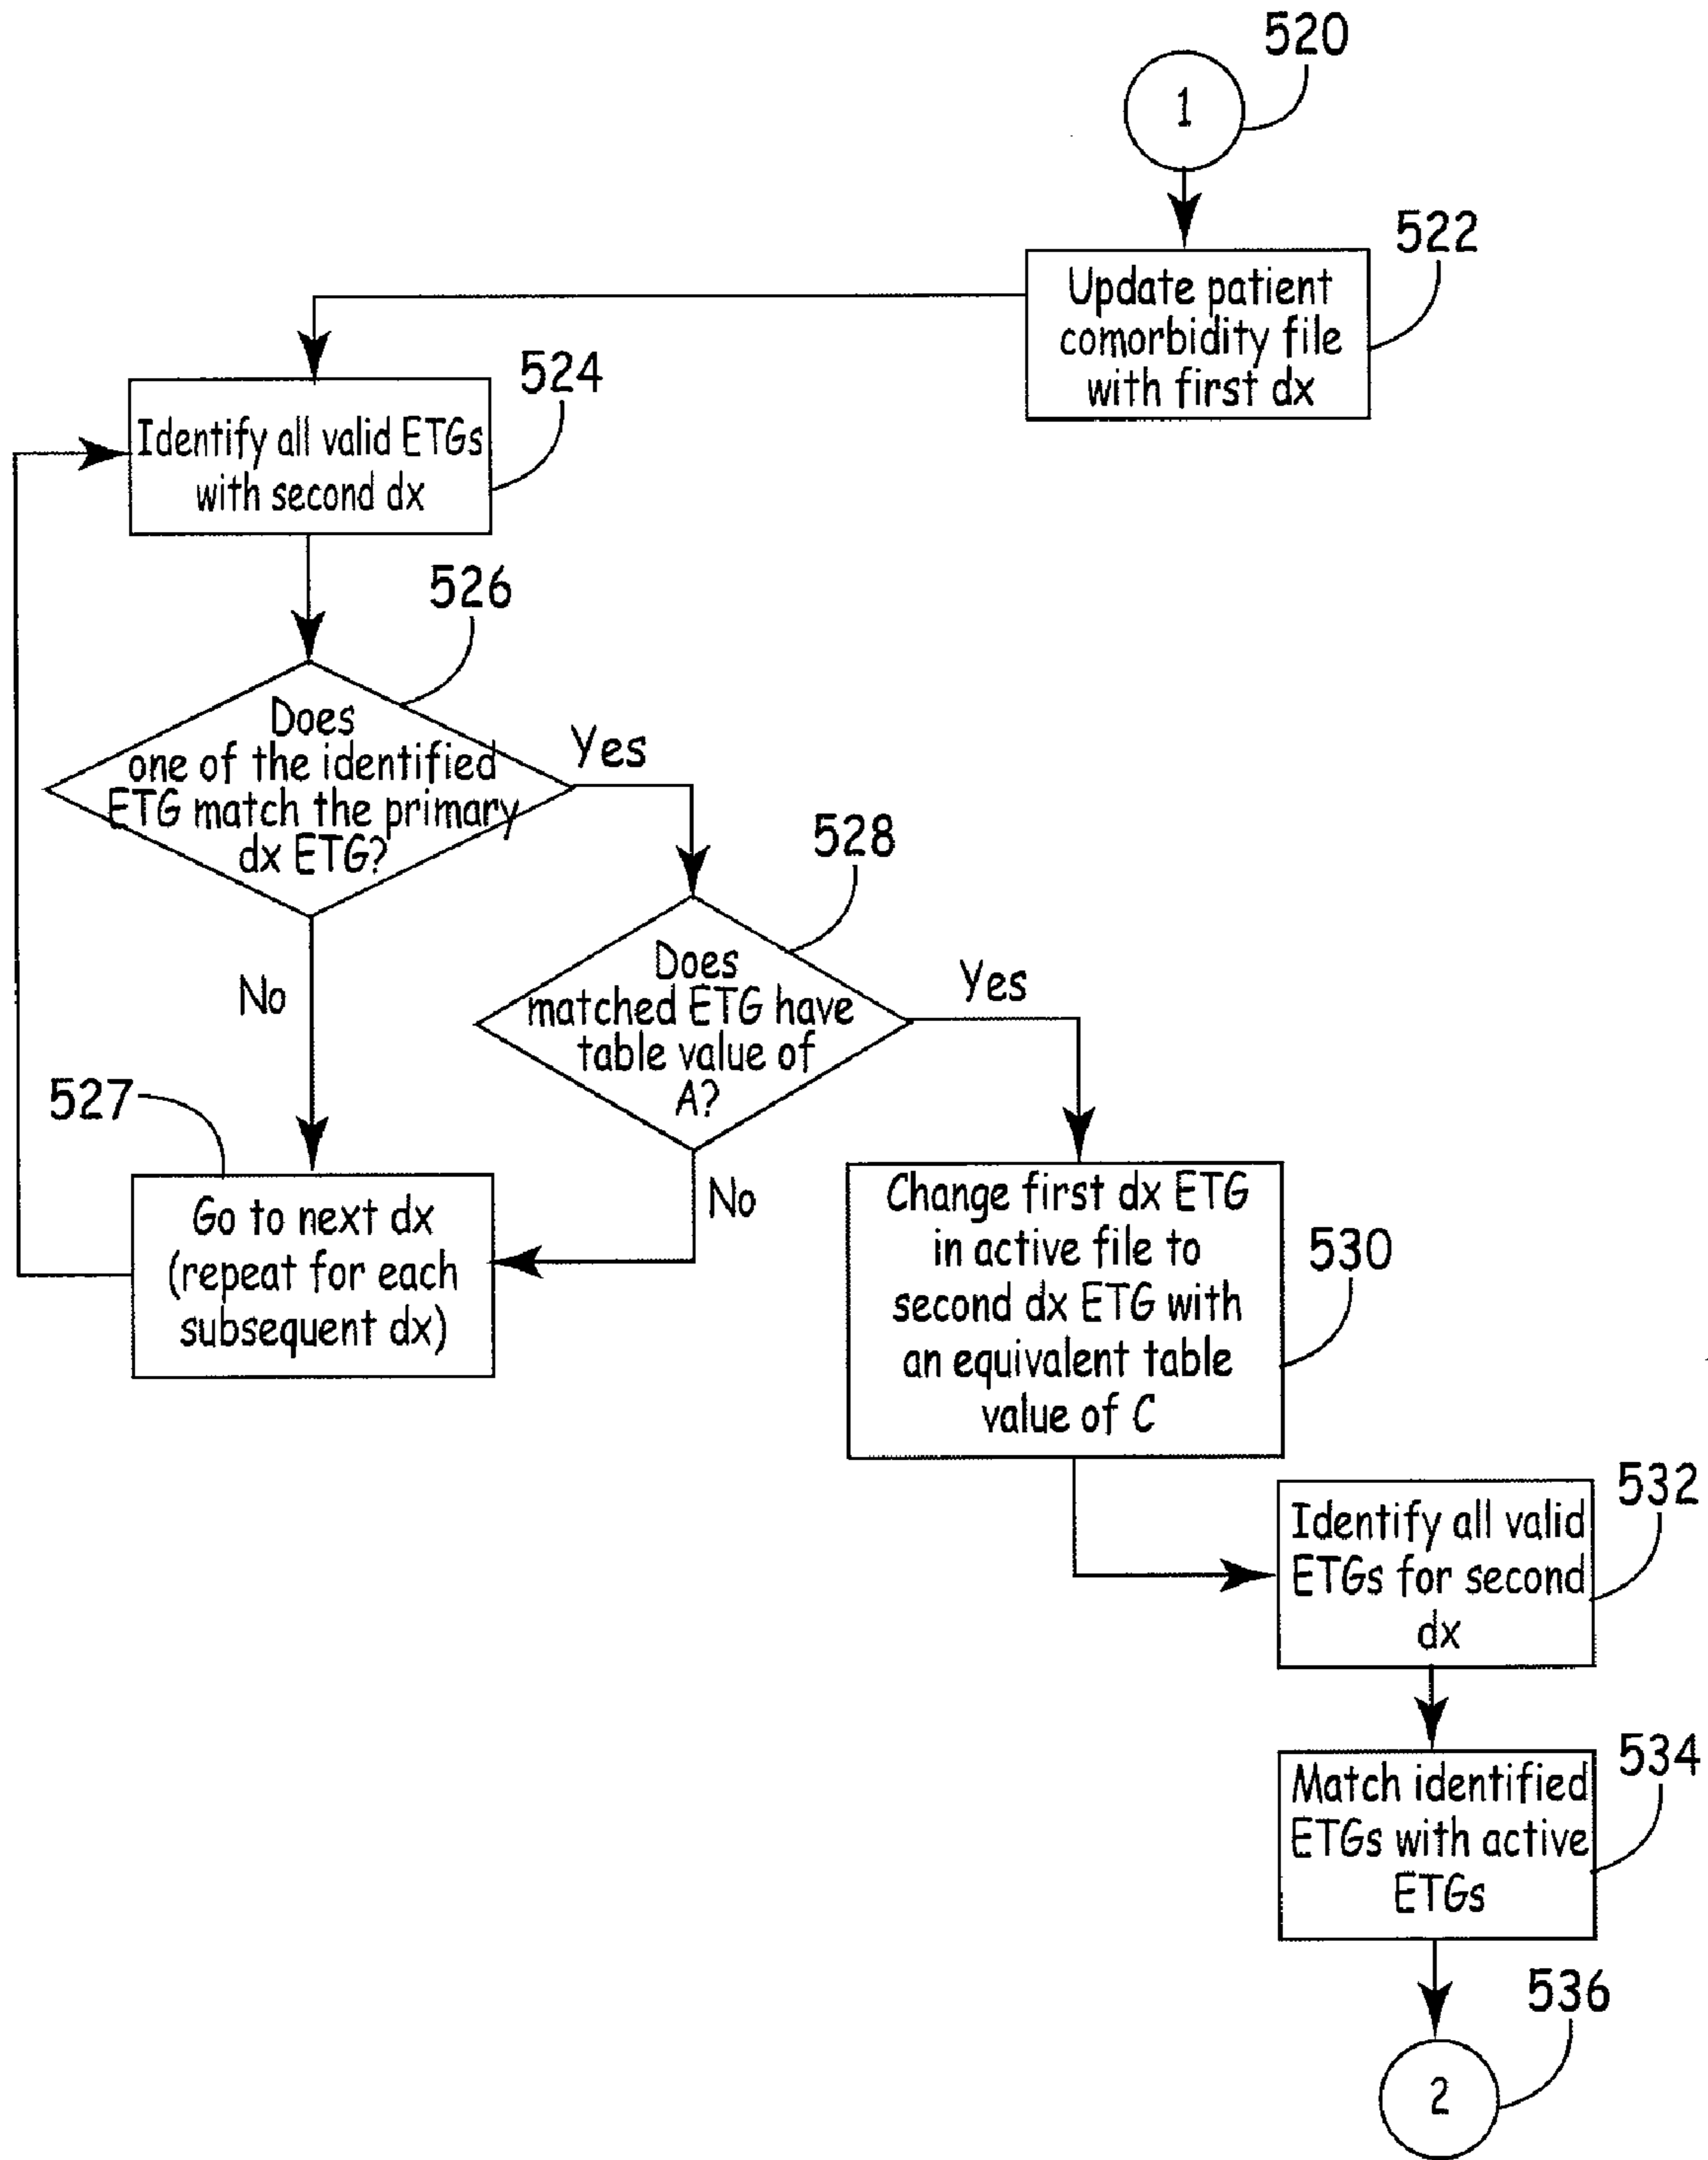 520
1
522
Update patient
comorbidity file
with first dx
524
Identify all valid ETGs
with second dx
526
Does
one of the identified
ETG match the primary
dx ETG?
Yes
No
528
Does
matched ETG have
table value of
A?
Yes
No
527
Go to next dx
(repeat for each
subsequent dx)
530
Change first dx ETG
in active file to
second dx ETG with
an equivalent table
value of C
532
Identify all valid
ETGs for second
dx
534
Match identified
ETGs with active
ETGs
536
2